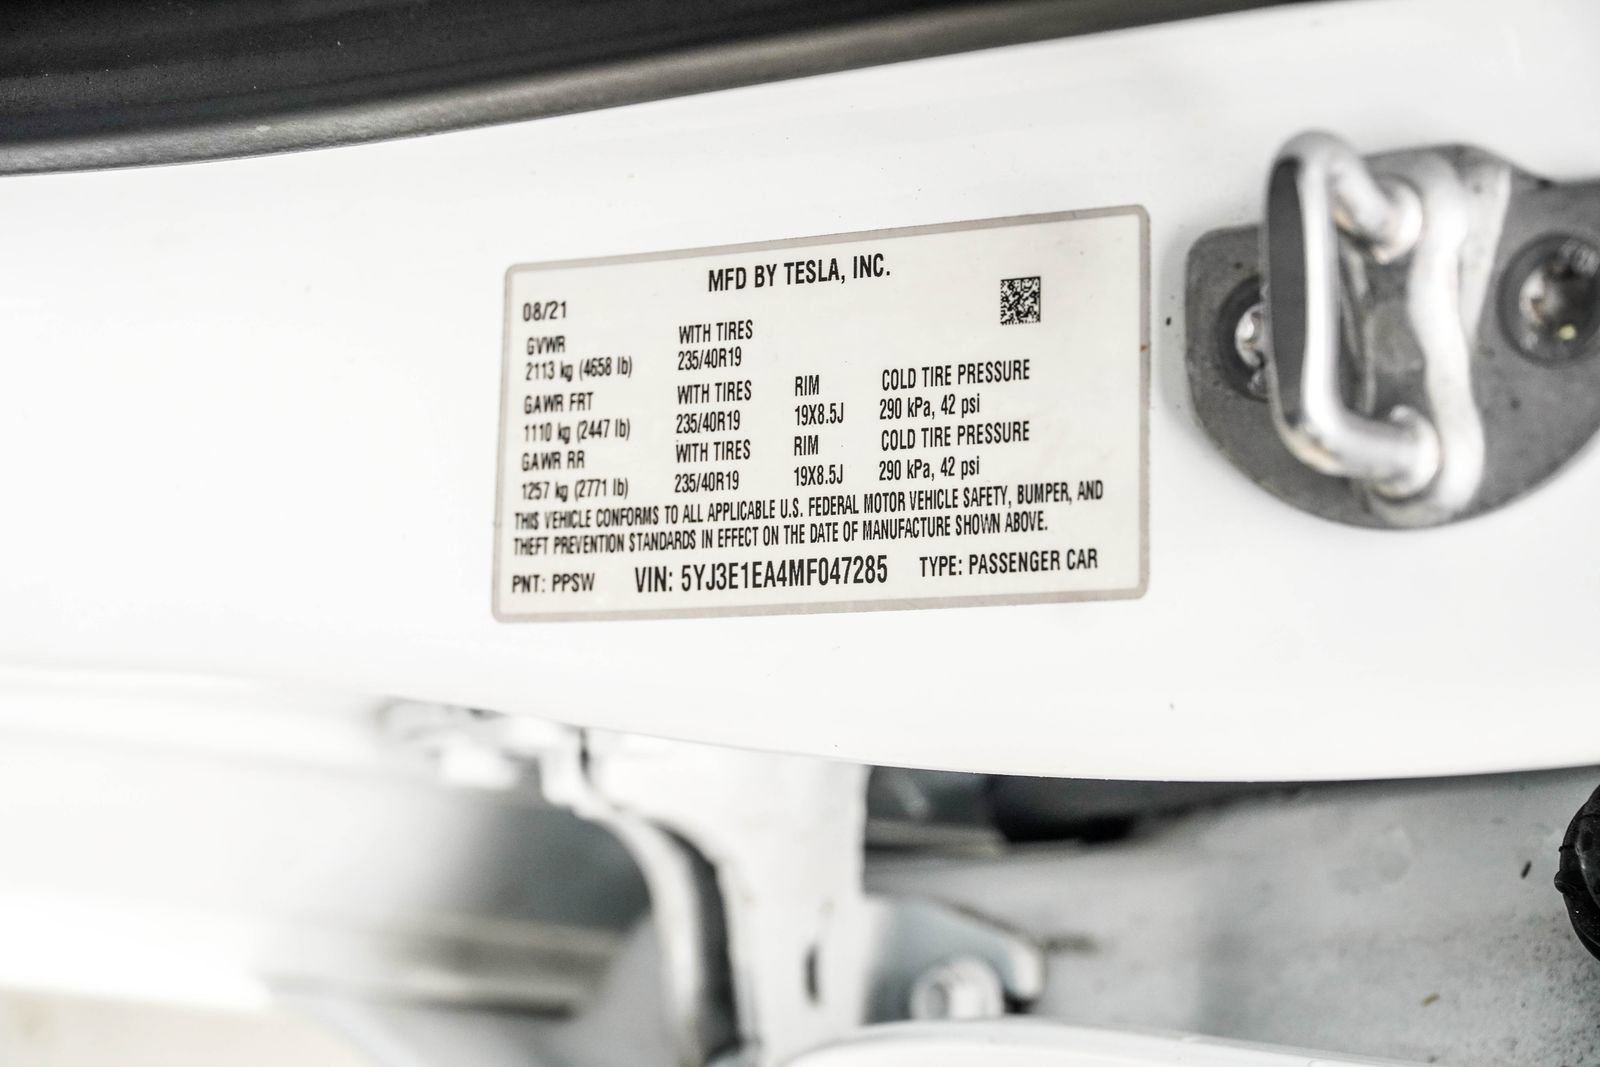 MFD BY TESLA, INC.
08/21
GVWR WITH TIRES
2113 kg (4658 lb) 235/40R19
GAWR FRT WITH TIRES RIM COLD TIRE PRESSURE
1110 kg (2447 lb) 235/40R19 19X8.5J 290 kPa, 42 psi
GAWR RR WITH TIRES RIM COLD TIRE PRESSURE
1257 kg (2771 lb) 235/40R19 19X8.5J 290 kPa, 42 psi
THIS VEHICLE CONFORMS TO ALL APPLICABLE U.S. FEDERAL MOTOR VEHICLE SAFETY, BUMPER, AND
THEFT PREVENTION STANDARDS IN EFFECT ON THE DATE OF MANUFACTURE SHOWN ABOVE.
PNT: PPSW VIN: 5YJ3E1EA4MF047285 TYPE: PASSENGER CAR